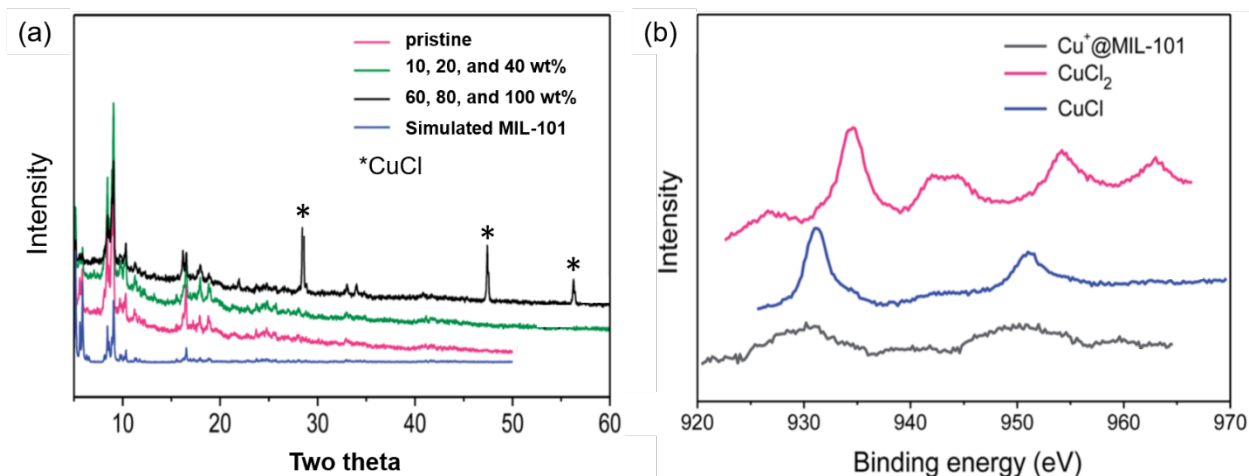 (a)
pristine
10, 20, and 40 wt%
60, 80, and 100 wt%
Simulated MIL-101
*CuCl
*
*
*
Intensity
10 20 30 40 50 60
Two theta
(b)
Cu⁺@MIL-101
CuCl₂
CuCl
Intensity
920 930 940 950 960 970
Binding energy (eV)